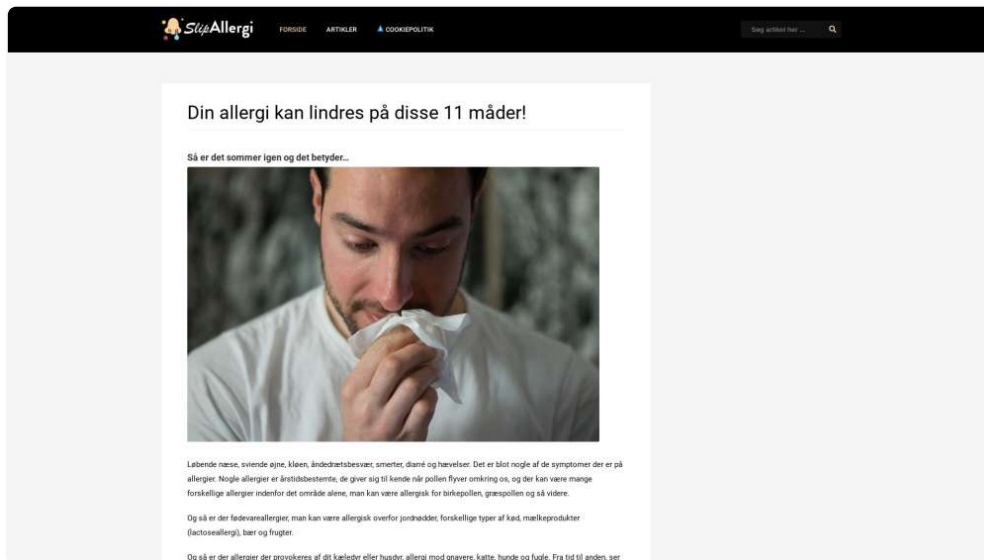 SlipAllergi
FORSIDE ARTIKLER COOKIEPOLITIK
Søg artikel her ...
Din allergi kan lindres på disse 11 måder!
Så er det sommer igen og det betyder…
Løbende næse, sviende øjne, kløen, åndedrætsbesvær, smerter, diarré og hævelser. Det er blot nogle af de symptomer der er på
allergier. Nogle allergier er årstidsbestemte, de giver sig til kende når pollen flyver omkring os, og der kan være mange
forskellige allergier indenfor det område alene, man kan være allergisk for birkepollen, græspollen og så videre.
Og så er der fødevareallergier, man kan være allergisk overfor jordnødder, forskellige typer af kød, mælkeprodukter
(lactoseallergi), bær og frugter.
Og så er der allergier der provokeres af dit kæledyr eller husdyr, allergi mod gnavere, katte, hunde og fugle. Fra tid til anden, ser